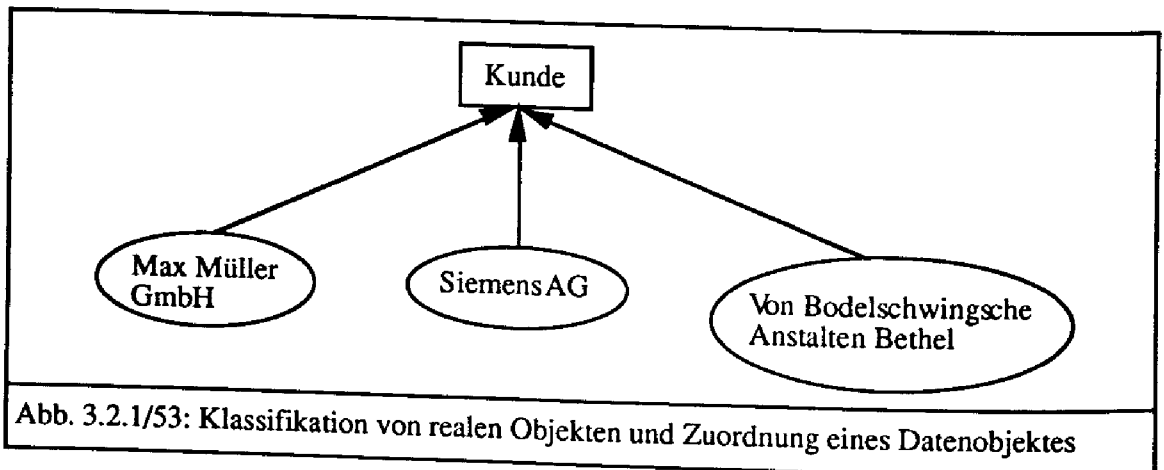 Kunde
Max Müller
GmbH
SiemensAG
Von Bodelschwingsche
Anstalten Bethel
Abb. 3.2.1/53: Klassifikation von realen Objekten und Zuordnung eines Datenobjektes